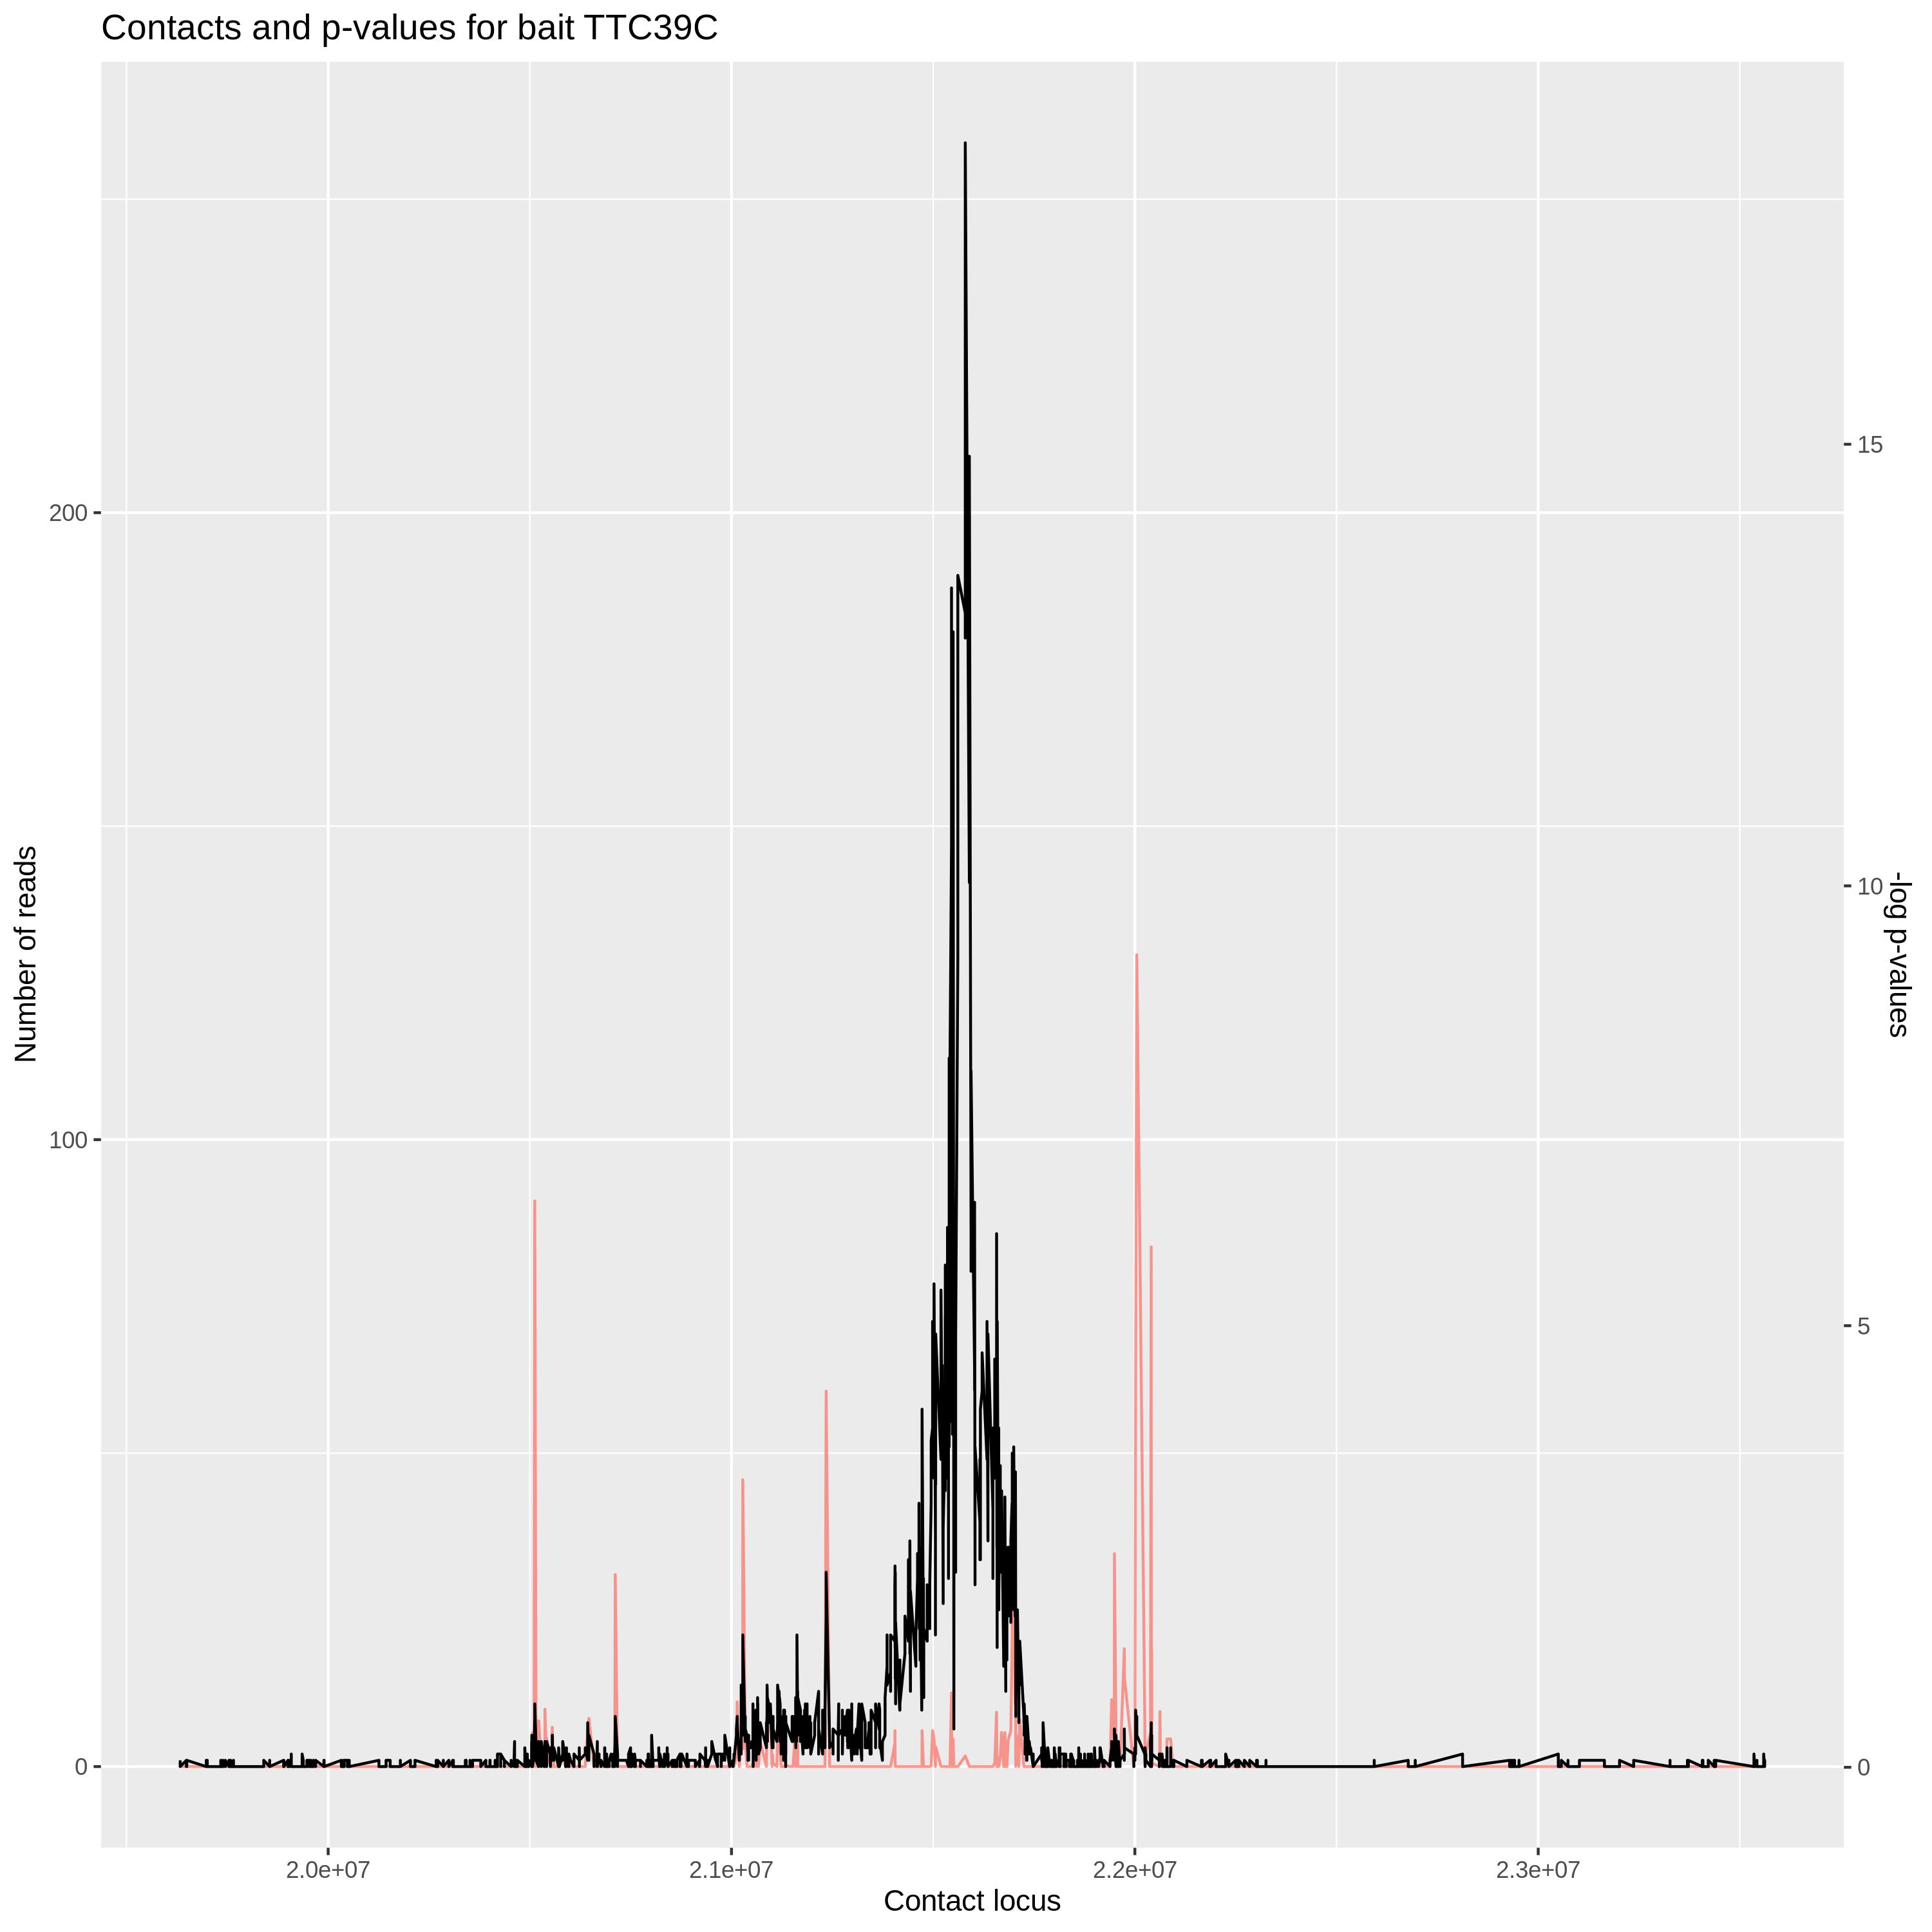 Contacts and p-values for bait TTC39C
Number of reads
200
100
0
15
10
5
0
-log p-values
2.0e+07
2.1e+07
2.2e+07
2.3e+07
Contact locus